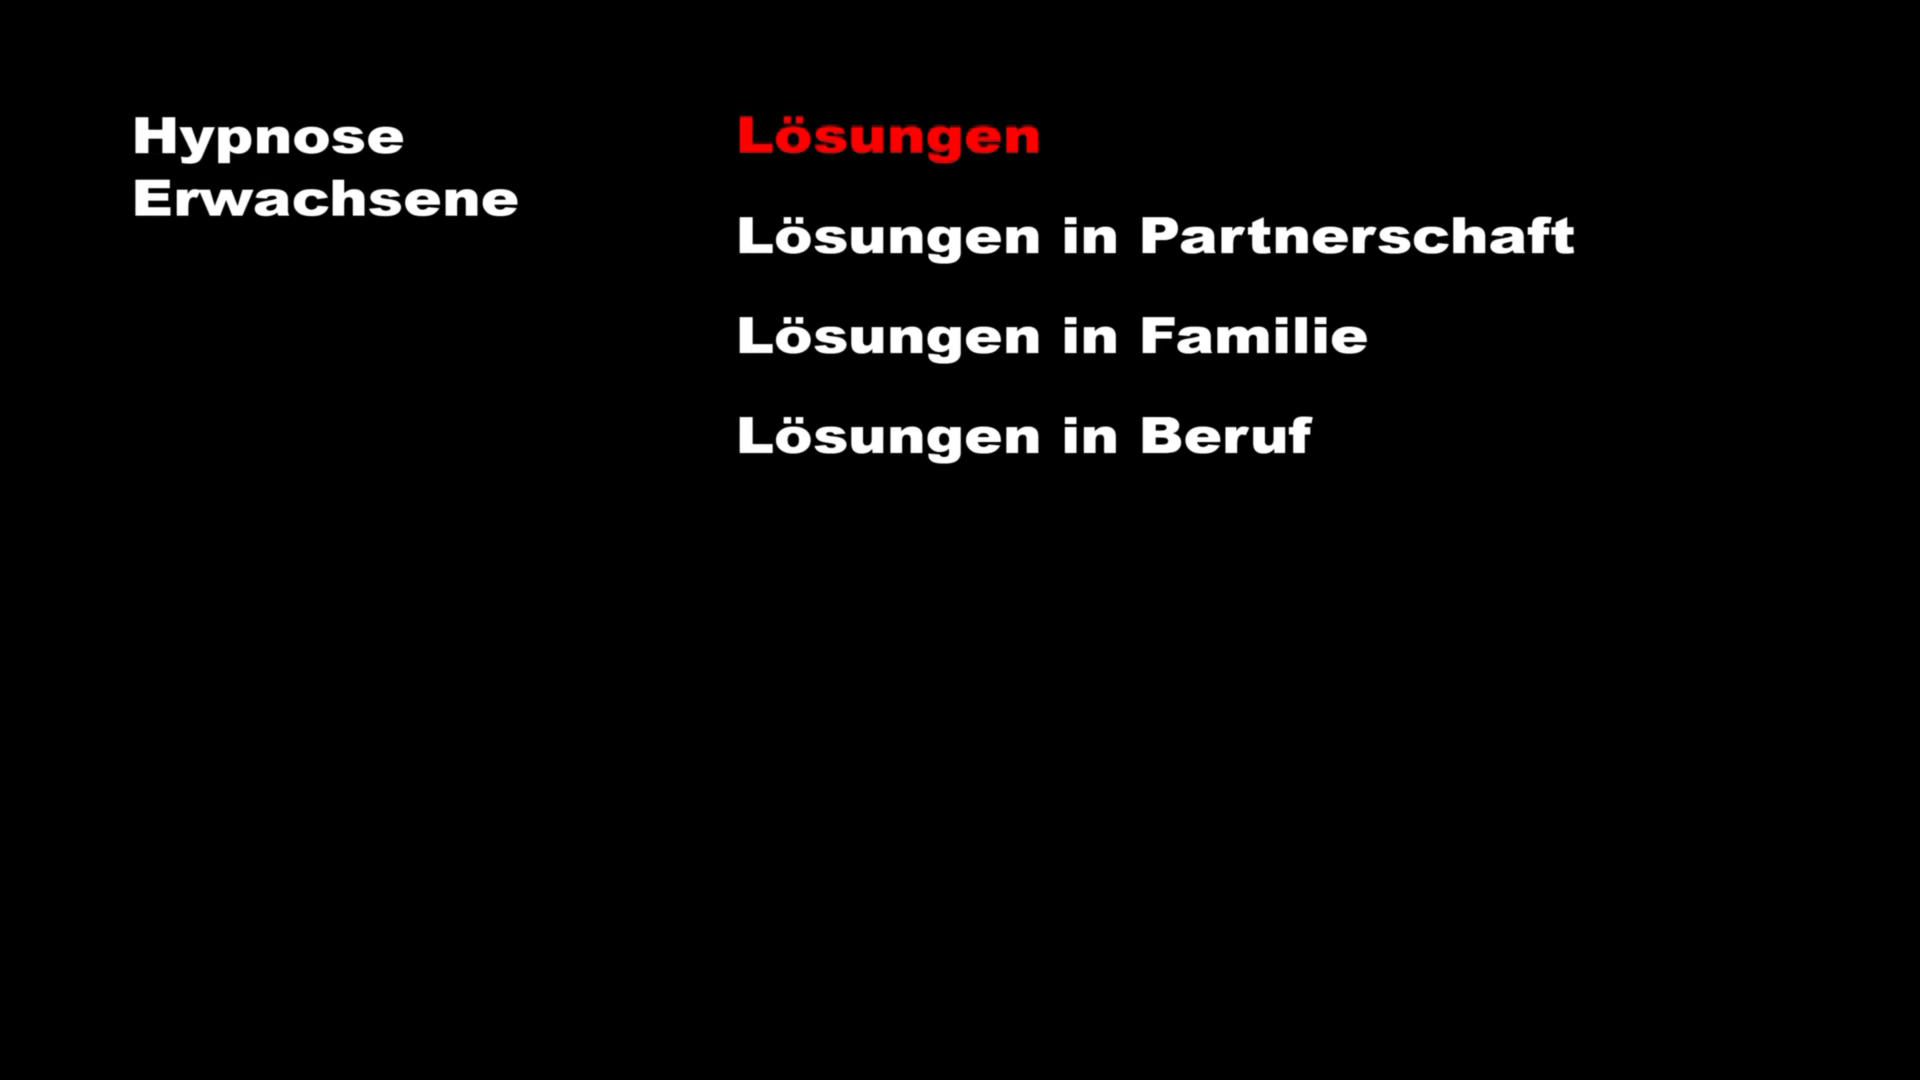 Hypnose
Erwachsene
Lösungen
Lösungen in Partnerschaft
Lösungen in Familie
Lösungen in Beruf